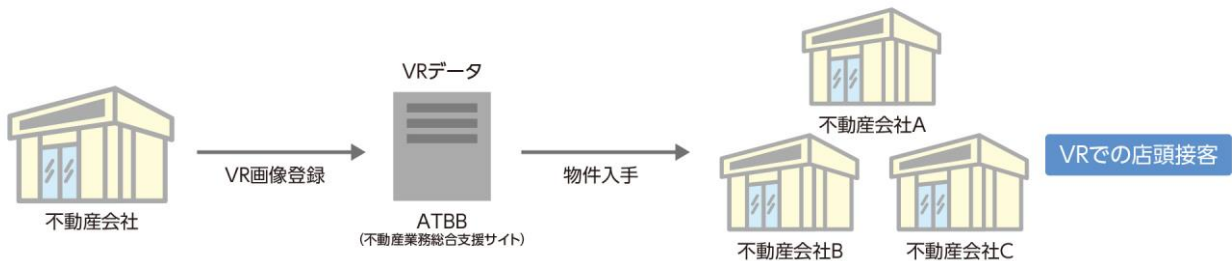 不動産会社
VR画像登録
VRデータ
ATBB
(不動産業務総合支援サイト)
物件入手
不動産会社A
不動産会社B
不動産会社C
VRでの店頭接客